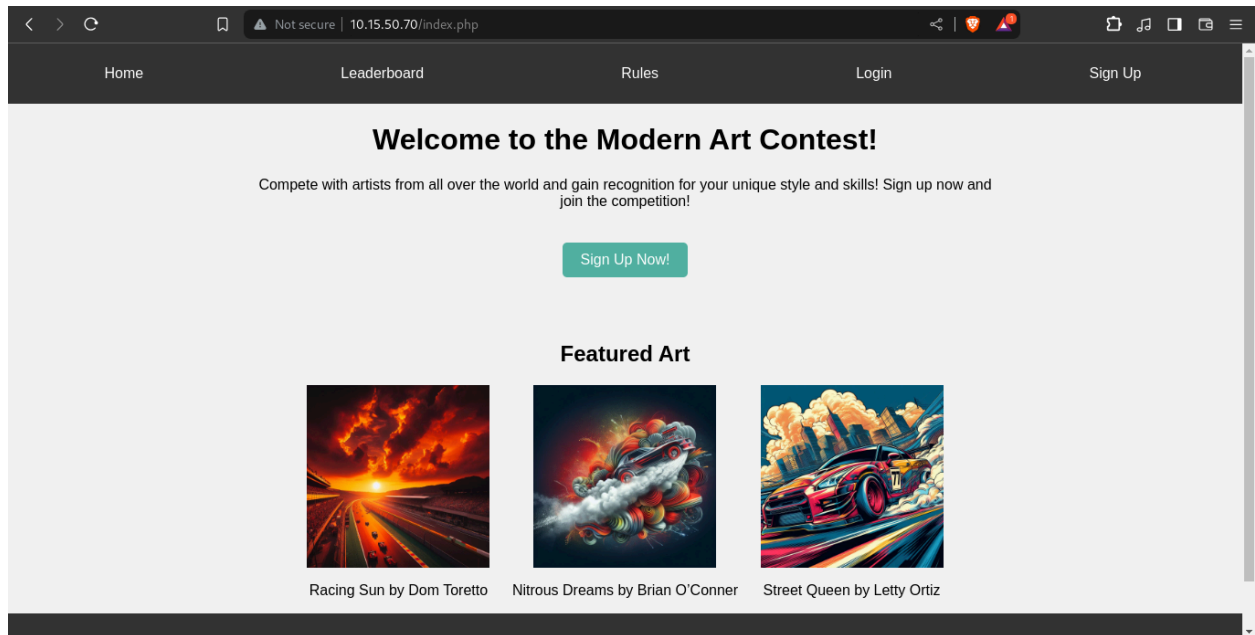 Not secure 10.15.50.70/index.php 1
Home Leaderboard Rules Login Sign Up
Welcome to the Modern Art Contest!
Compete with artists from all over the world and gain recognition for your unique style and skills! Sign up now and
join the competition!
Sign Up Now!
Featured Art
77
Racing Sun by Dom Toretto Nitrous Dreams by Brian O’Conner Street Queen by Letty Ortiz